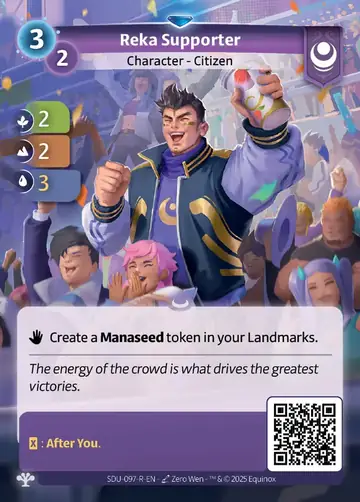 3
2
Reka Supporter
Character - Citizen
2
2
3
Create a Manaseed token in your Landmarks.
The energy of the crowd is what drives the greatest
victories.
X : After You.
SDU-097-R-EN - Zero Wen - ™ & © 2025 Equinox